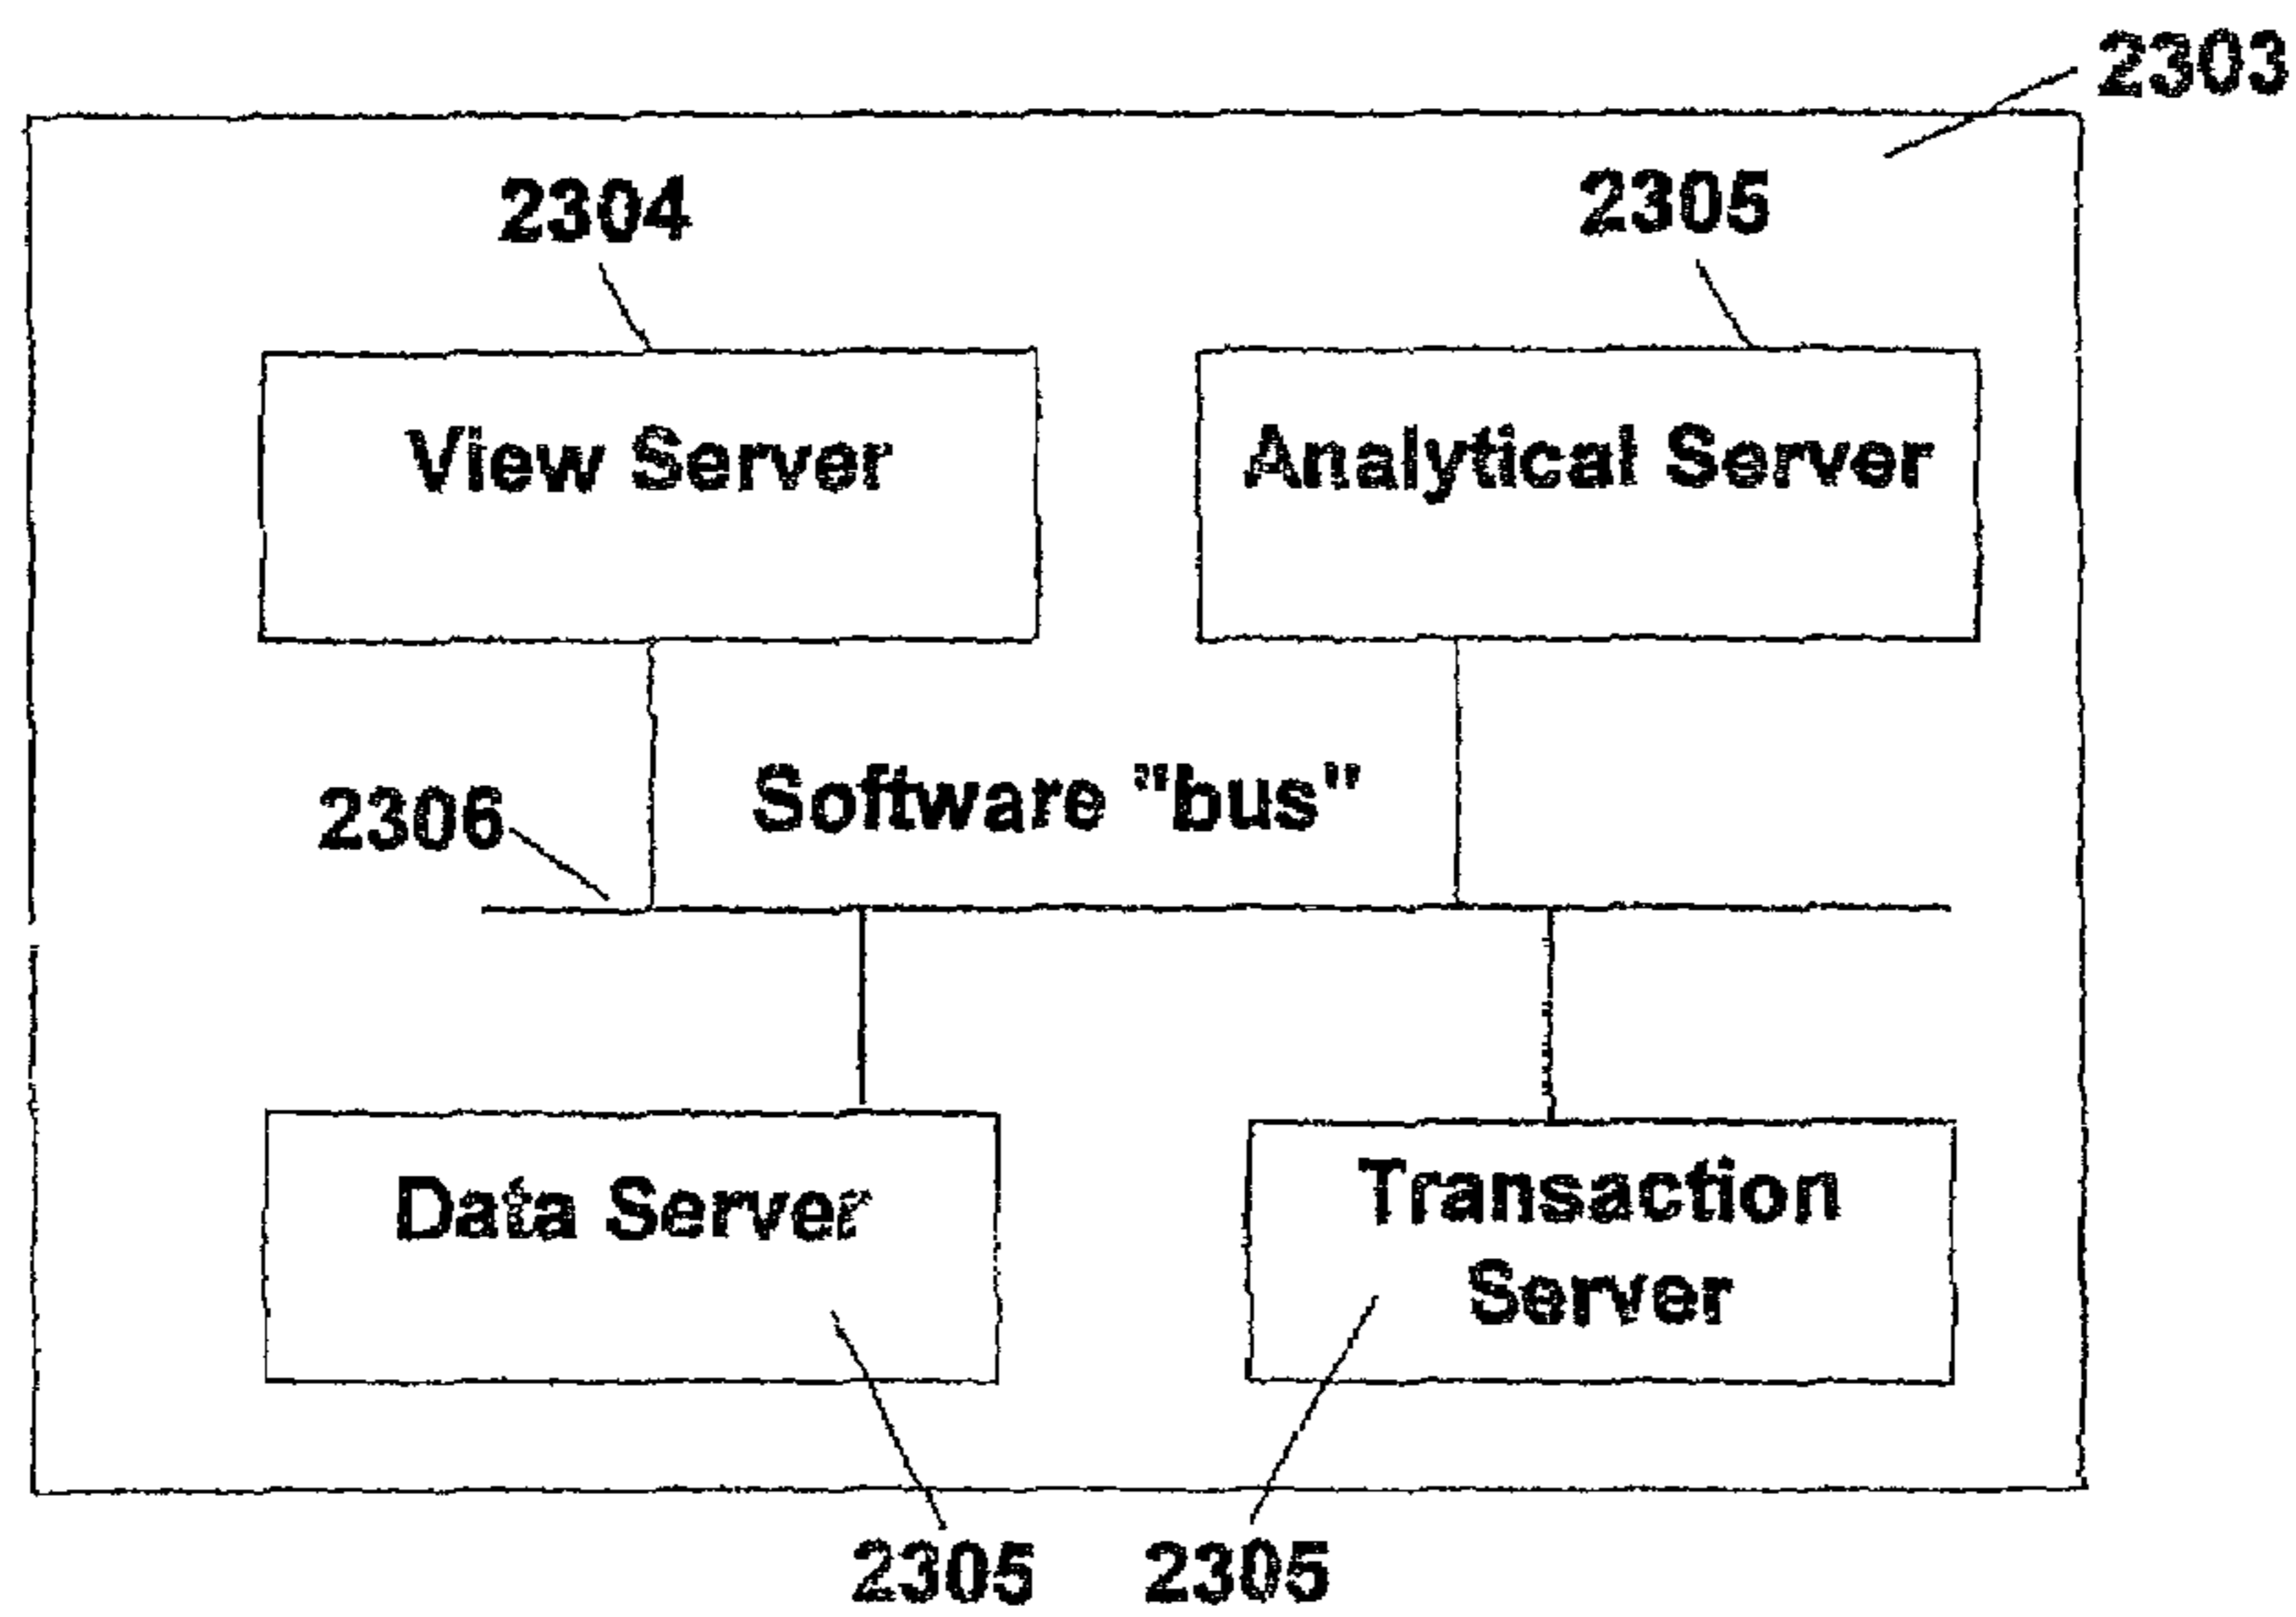 2303
2304
2305
View Server
Analytical Server
Software "bus"
2306
Data Server
Transaction
Server
2305
2305